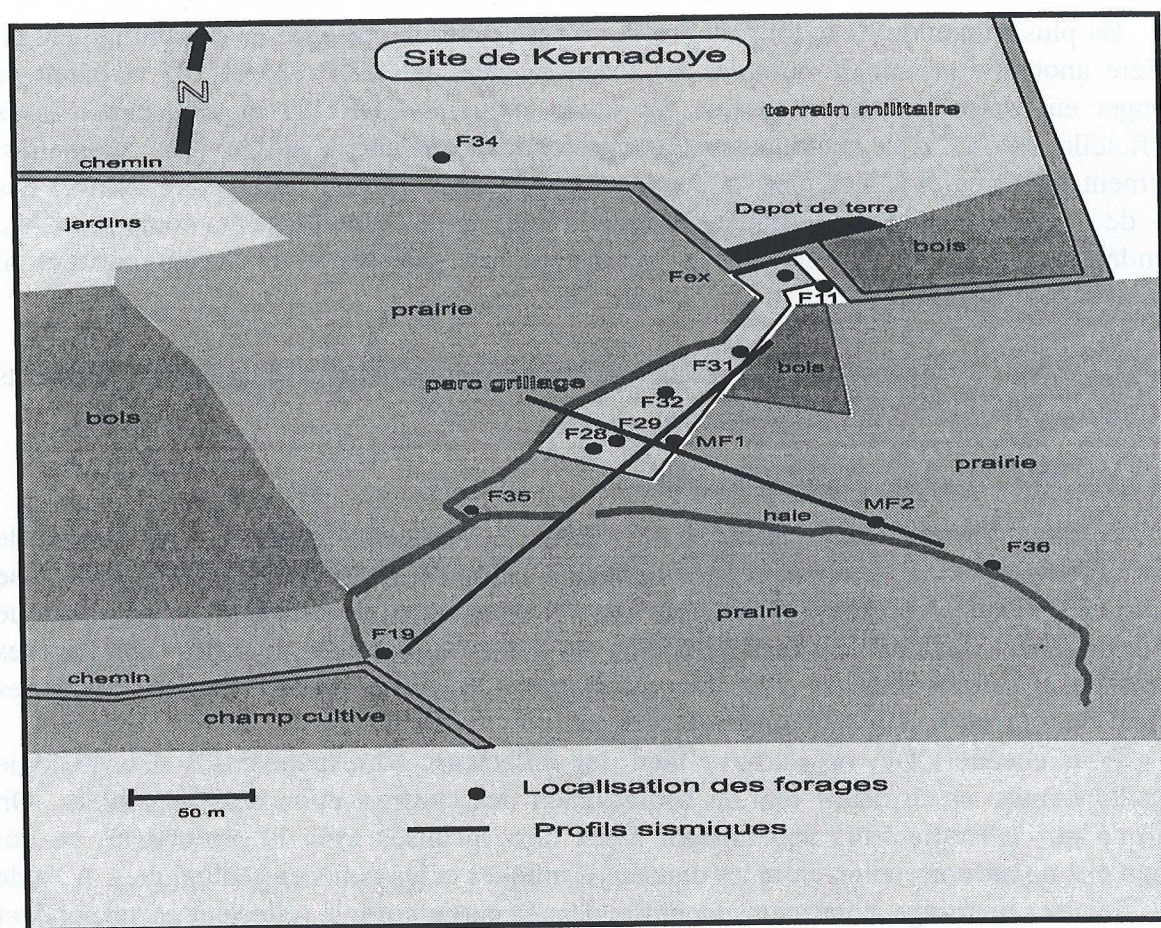 Site de Kermadoye
N
terrain militaire
F34
chemin
jardins
Depot de terre
bois
Fex
F11
prairie
F31
bois
parc grillage
F32
bois
F28
F29
MF1
prairie
F35
haie
MF2
F36
prairie
F19
chemin
champ cultive
50 m
Localisation des forages
Profils sismiques